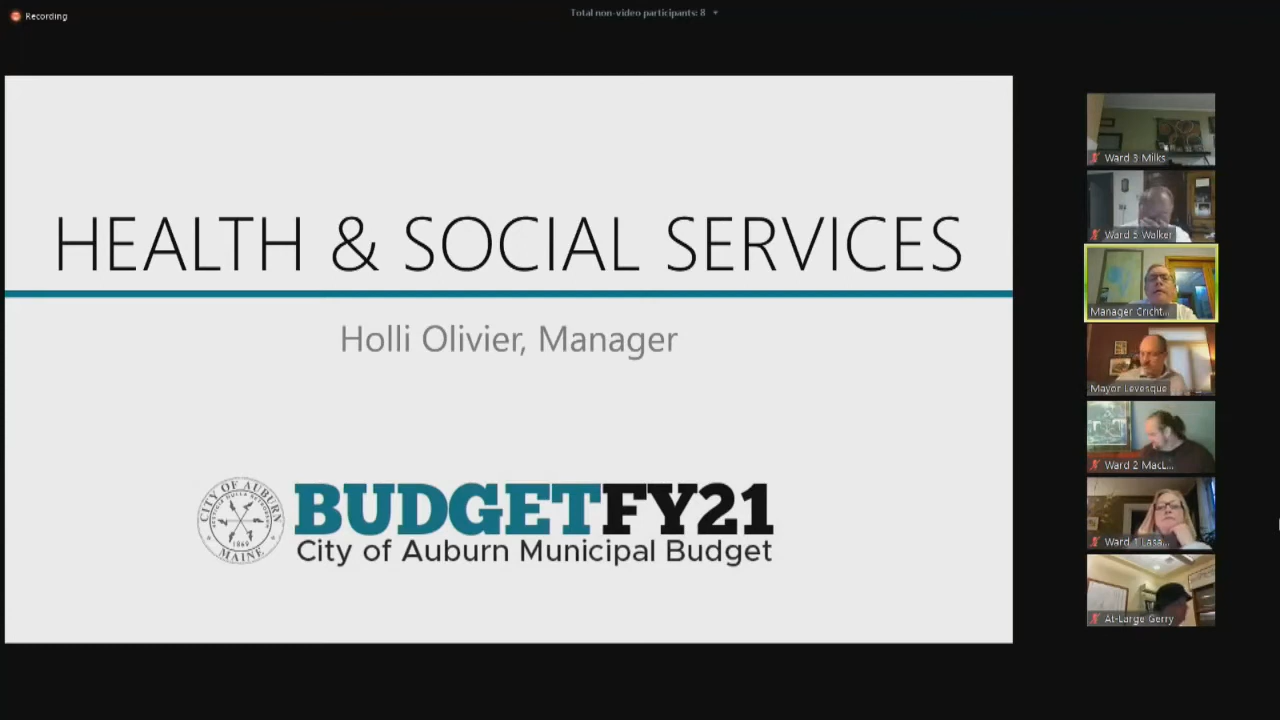 Recording
Total non-video participants: 8
HEALTH & SOCIAL SERVICES
Holli Olivier, Manager
CITY OF AUBURN
1869
MAINE
BUDGETFY21
City of Auburn Municipal Budget
Ward 3 Milks
Ward 5 Walker
Manager Cricht...
Mayor Levesque
Ward 2 MacL...
Ward 1 Lasa...
At-Large Gerry